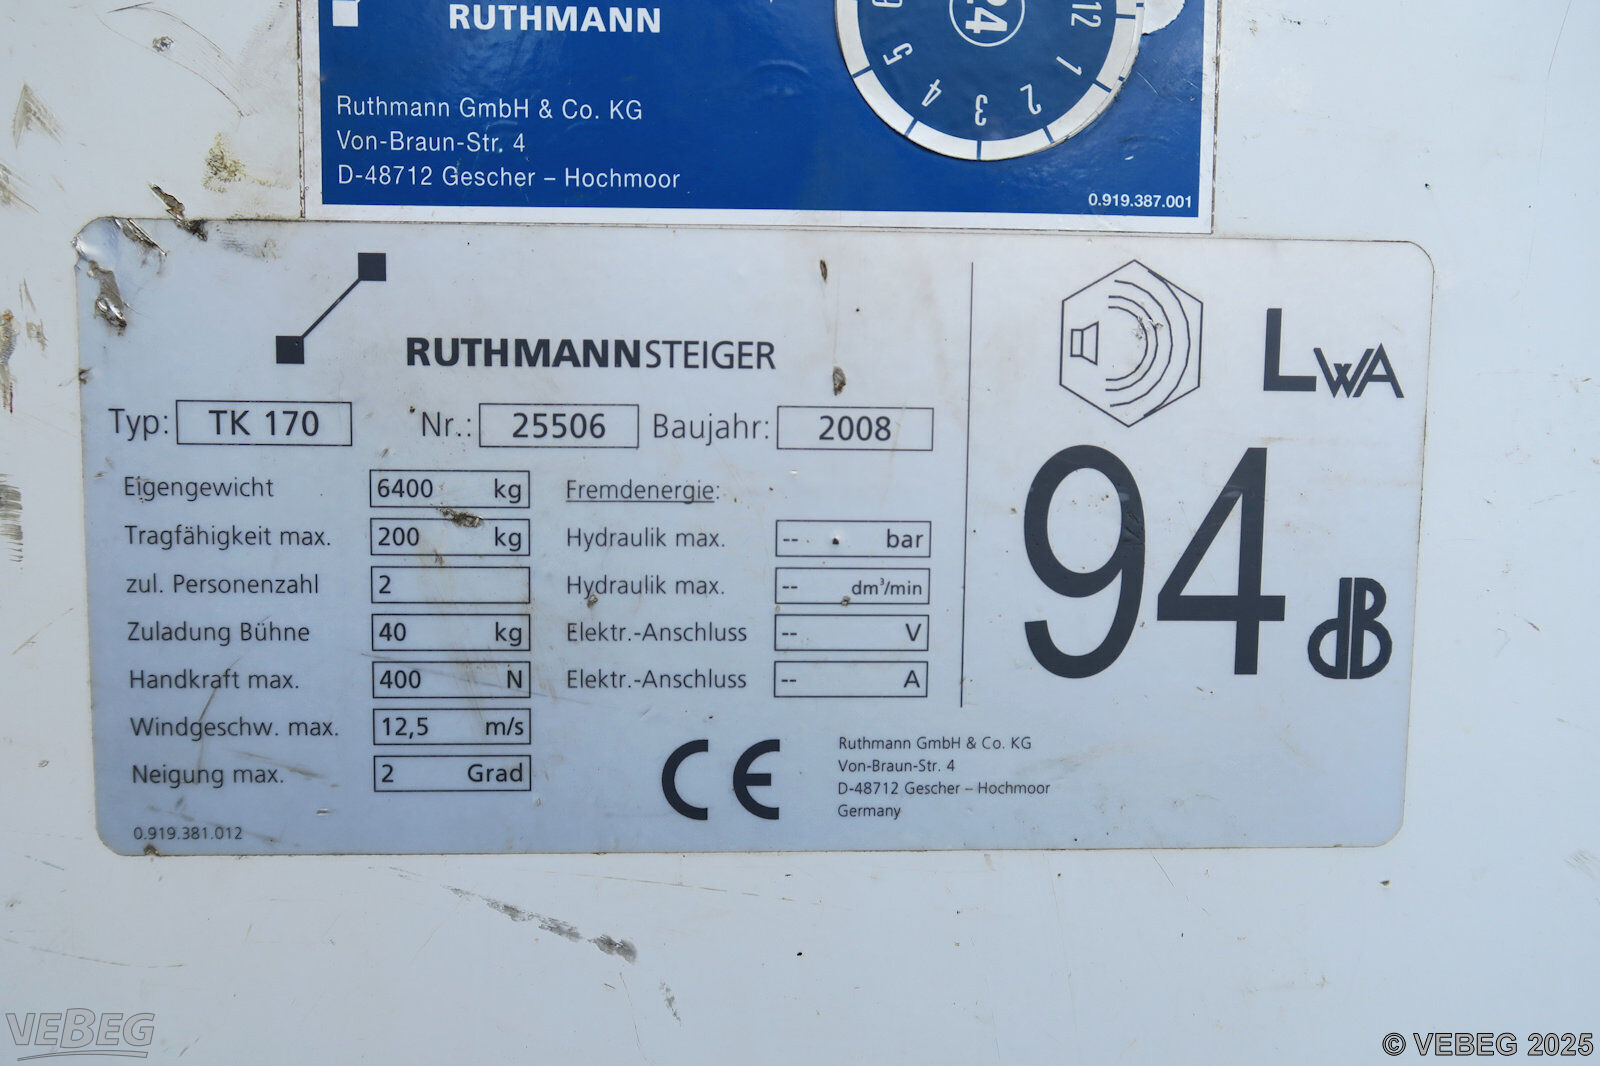 RUTHMANN
Ruthmann GmbH & Co. KG
Von-Braun-Str. 4
D-48712 Gescher – Hochmoor
24
12
1
2
3
4
5
0.919.387.001
RUTHMANNSTEIGER
Typ: TK 170 Nr.: 25506 Baujahr: 2008
Eigengewicht 6400 kg
Tragfähigkeit max. 200 kg
zul. Personenzahl 2
Zuladung Bühne 40 kg
Handkraft max. 400 N
Windgeschw. max. 12,5 m/s
Neigung max. 2 Grad
0.919.381.012
Fremdenergie:
Hydraulik max. -- bar
Hydraulik max. -- dm³/min
Elektr.-Anschluss -- V
Elektr.-Anschluss -- A
CE
Ruthmann GmbH & Co. KG
Von-Braun-Str. 4
D-48712 Gescher – Hochmoor
Germany
LWA
94 dB
VEBEG
© VEBEG 2025